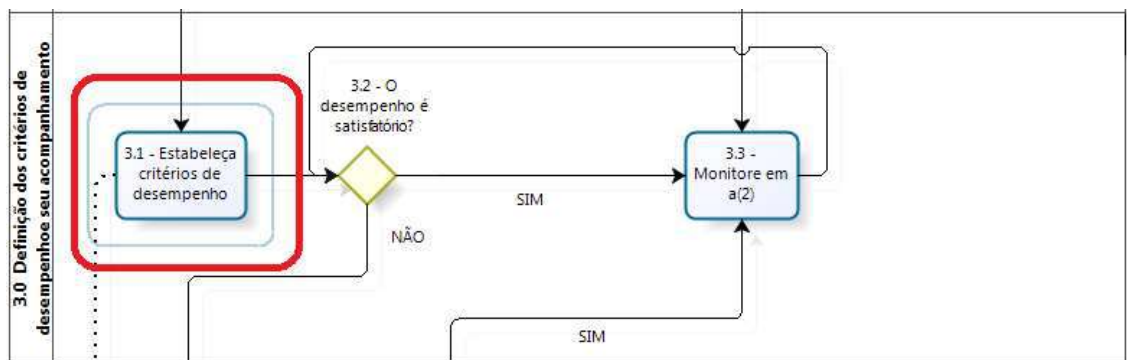 3.0 Definição dos critérios de
desempenhoe seu acompanhamento
3.1 - Estabeleça
critérios de
desempenho
3.2 - O
desempenho é
satisfatório?
SIM
NÃO
3.3 -
Monitore em
a(2)
SIM